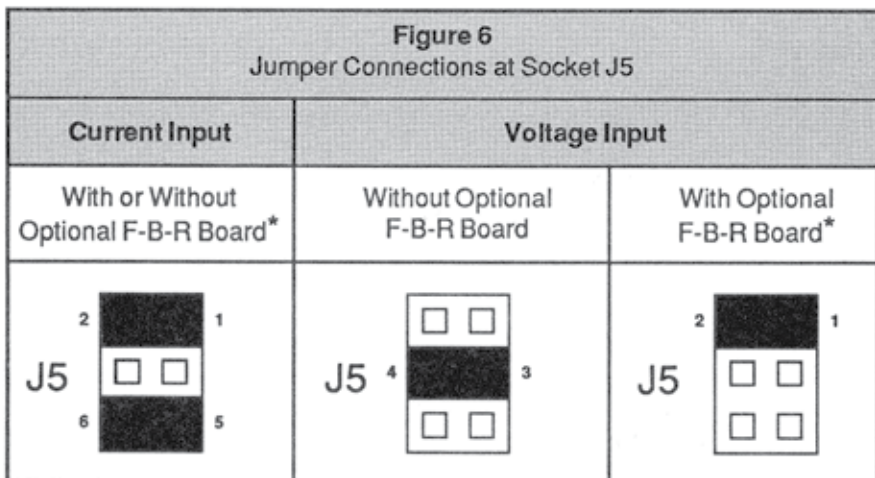 Figure 6
Jumper Connections at Socket J5
Current Input
Voltage Input
With or Without
Optional F-B-R Board*
Without Optional
F-B-R Board
With Optional
F-B-R Board*
2 1
J5
6 5
J5 4 3
2 1
J5